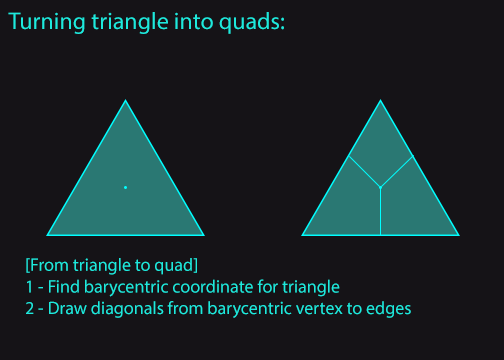 Turning triangle into quads:
[From triangle to quad]
1 - Find barycentric coordinate for triangle
2 - Draw diagonals from barycentric vertex to edges